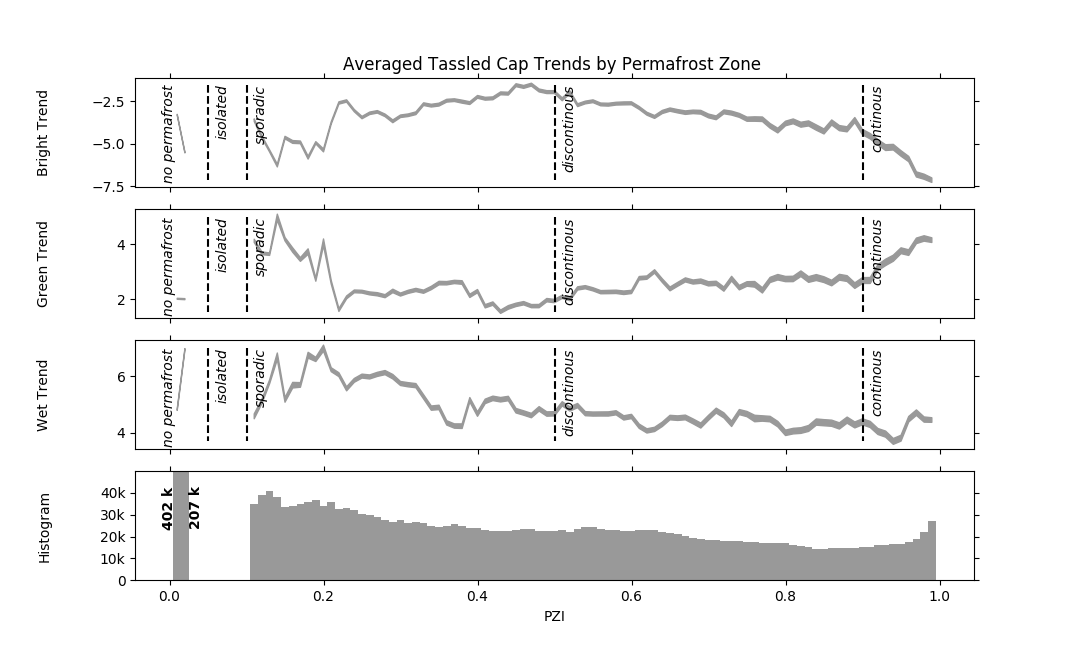 Averaged Tassled Cap Trends by Permafrost Zone
Bright Trend
−2.5
−5.0
−7.5
no permafrost
isolated
sporadic
discontinous
continous
Green Trend
4
2
no permafrost
isolated
sporadic
discontinous
continous
Wet Trend
6
4
no permafrost
isolated
sporadic
discontinous
continous
Histogram
40k
30k
20k
10k
0
402 k
207 k
0.0 0.2 0.4 0.6 0.8 1.0
PZI